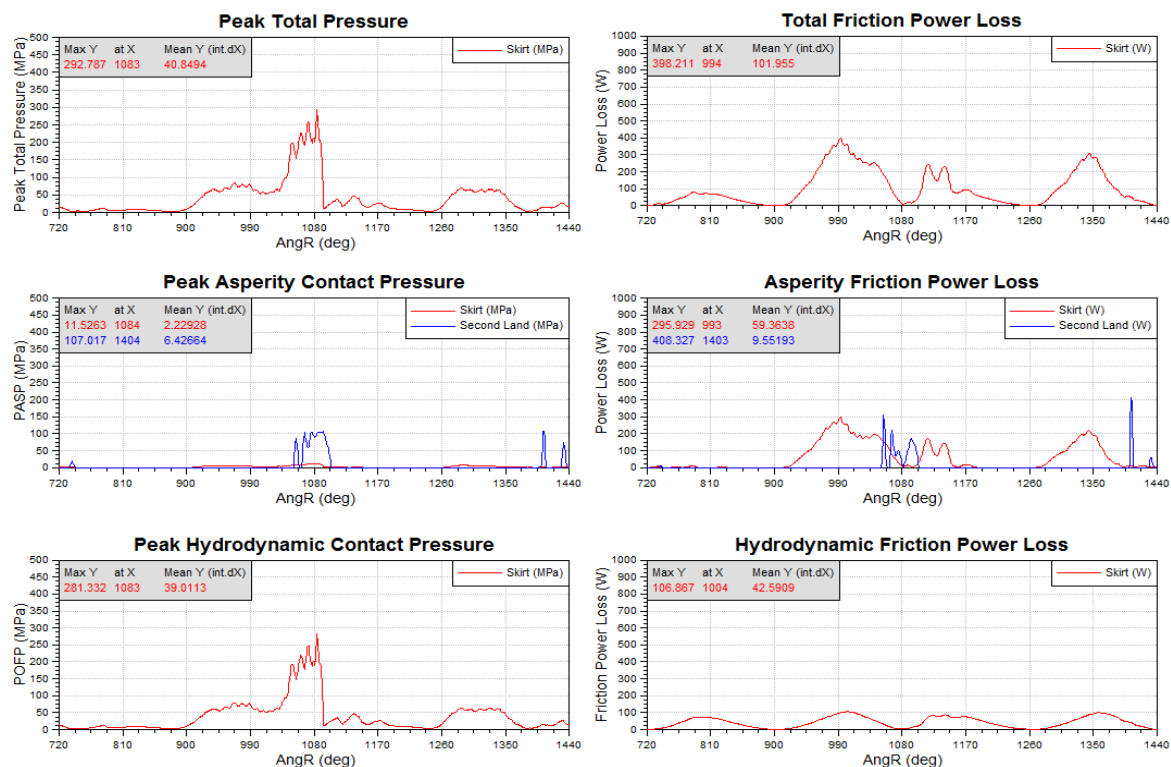 Peak Total Pressure
Max Y at X Mean Y (int.dX)
292.787 1083 40.8494
Skirt (MPa)
Peak Total Pressure (MPa)
500
450
400
350
300
250
200
150
100
50
0
720 810 900 990 1080 1170 1260 1350 1440
AngR (deg)
Total Friction Power Loss
Max Y at X Mean Y (int.dX)
398.211 994 101.955
Skirt (W)
Power Loss (W)
1000
900
800
700
600
500
400
300
200
100
0
720 810 900 990 1080 1170 1260 1350 1440
AngR (deg)
Peak Asperity Contact Pressure
Max Y at X Mean Y (int.dX)
11.5263 1084 2.22928
107.017 1404 6.42664
Skirt (MPa)
Second Land (MPa)
PASP (MPa)
500
450
400
350
300
250
200
150
100
50
0
720 810 900 990 1080 1170 1260 1350 1440
AngR (deg)
Asperity Friction Power Loss
Max Y at X Mean Y (int.dX)
295.929 993 59.3638
408.327 1403 9.55193
Skirt (W)
Second Land (W)
Power Loss (W)
1000
900
800
700
600
500
400
300
200
100
0
720 810 900 990 1080 1170 1260 1350 1440
AngR (deg)
Peak Hydrodynamic Contact Pressure
Max Y at X Mean Y (int.dX)
281.332 1083 39.0113
Skirt (MPa)
POFP (MPa)
500
450
400
350
300
250
200
150
100
50
0
720 810 900 990 1080 1170 1260 1350 1440
AngR (deg)
Hydrodynamic Friction Power Loss
Max Y at X Mean Y (int.dX)
106.867 1004 42.5909
Skirt (W)
Friction Power Loss (W)
1000
900
800
700
600
500
400
300
200
100
0
720 810 900 990 1080 1170 1260 1350 1440
AngR (deg)